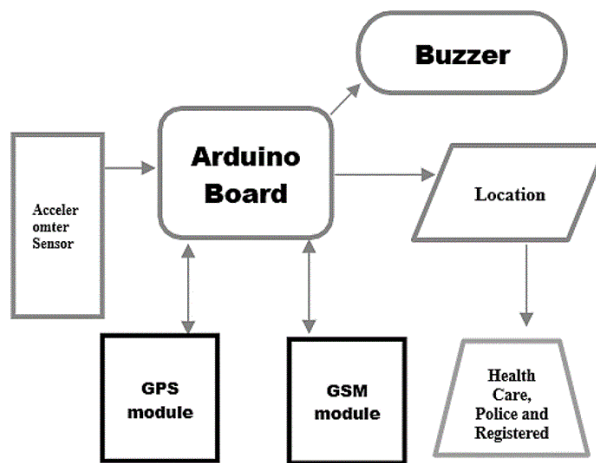 Buzzer
Arduino
Board
Acceler
omter
Sensor
Location
GPS
module
GSM
module
Health
Care,
Police and
Registered